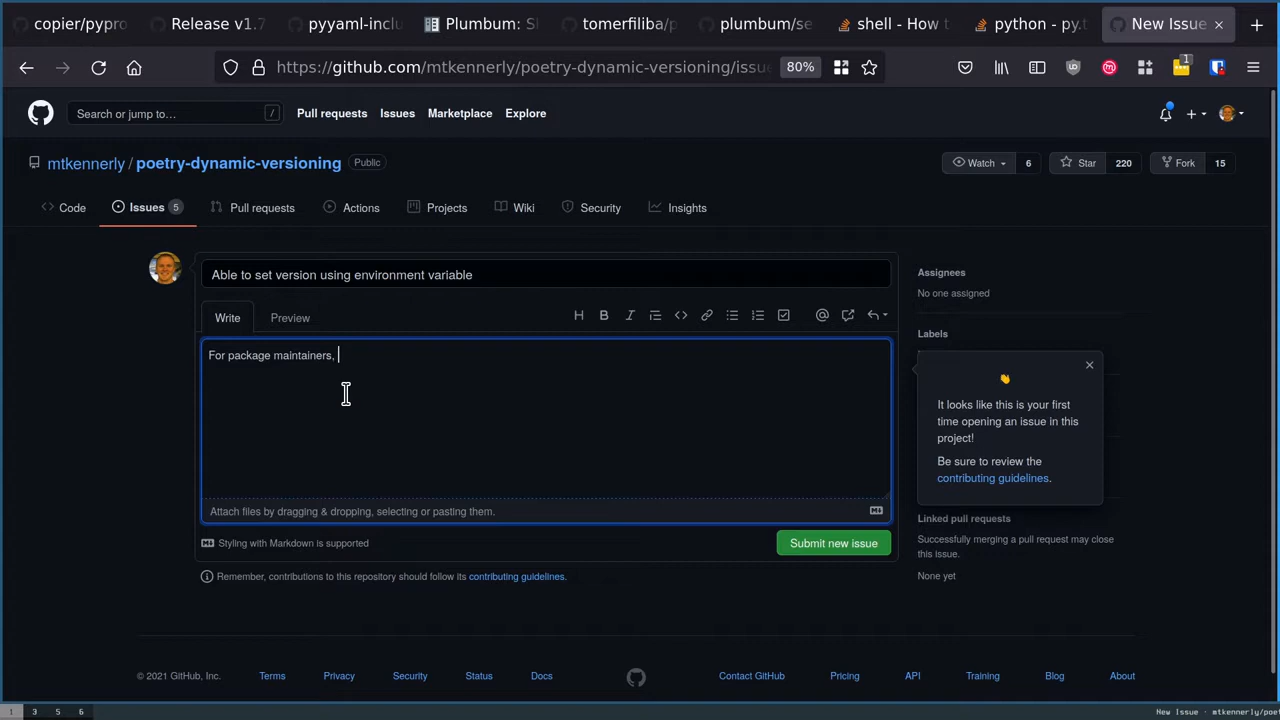 copier/pypro
Release v1.7
pyyaml-inclu
Plumbum: S
tomerfiliba/p
plumbum/se
shell - How t
python - py.t
New Issue
https://github.com/mtkennerly/poetry-dynamic-versioning/issue
80%
1
Search or jump to…
/
Pull requests
Issues
Marketplace
Explore
mtkennerly / poetry-dynamic-versioning
Public
Watch
6
Star
220
Fork
15
Code
Issues
5
Pull requests
Actions
Projects
Wiki
Security
Insights
Able to set version using environment variable
Write
Preview
For package maintainers,
Attach files by dragging & dropping, selecting or pasting them.
Styling with Markdown is supported
Submit new issue
Remember, contributions to this repository should follow its contributing guidelines.
Assignees
No one assigned
Labels
It looks like this is your first
time opening an issue in this
project!
Be sure to review the
contributing guidelines.
Linked pull requests
Successfully merging a pull request may close
this issue.
None yet
© 2021 GitHub, Inc.
Terms
Privacy
Security
Status
Docs
Contact GitHub
Pricing
API
Training
Blog
About
1
3
5
6
New Issue · mtkennerly/poe